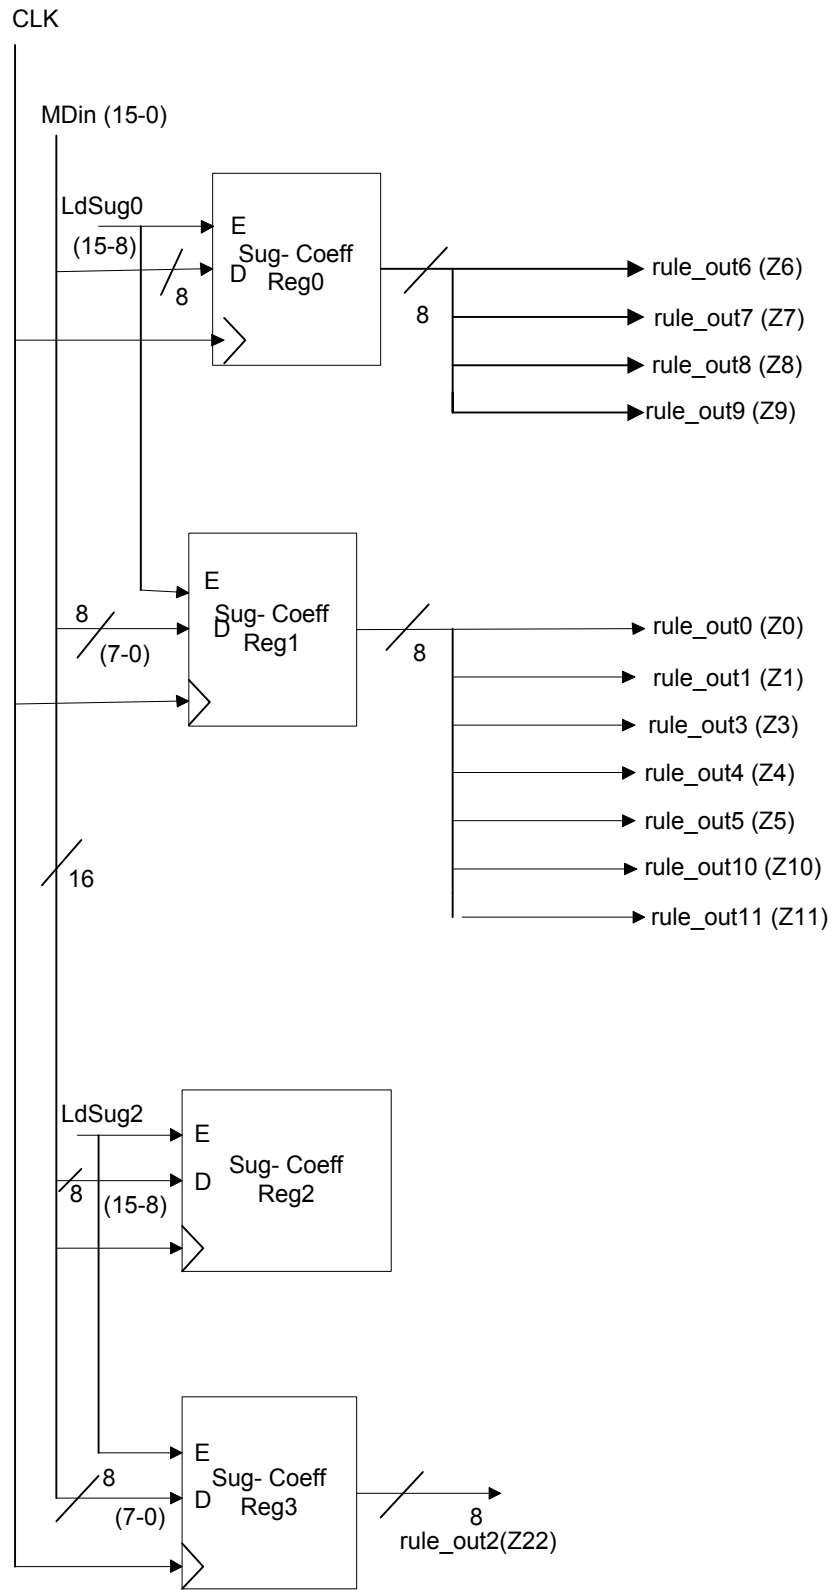 CLK
MDin (15-0)
LdSug0
(15-8)
8
E
D
Sug- Coeff
Reg0
8
rule_out6 (Z6)
rule_out7 (Z7)
rule_out8 (Z8)
rule_out9 (Z9)
8
(7-0)
E
D
Sug- Coeff
Reg1
8
rule_out0 (Z0)
rule_out1 (Z1)
rule_out3 (Z3)
rule_out4 (Z4)
rule_out5 (Z5)
rule_out10 (Z10)
rule_out11 (Z11)
16
LdSug2
8
(15-8)
E
D
Sug- Coeff
Reg2
8
(7-0)
E
D
Sug- Coeff
Reg3
8
rule_out2(Z22)